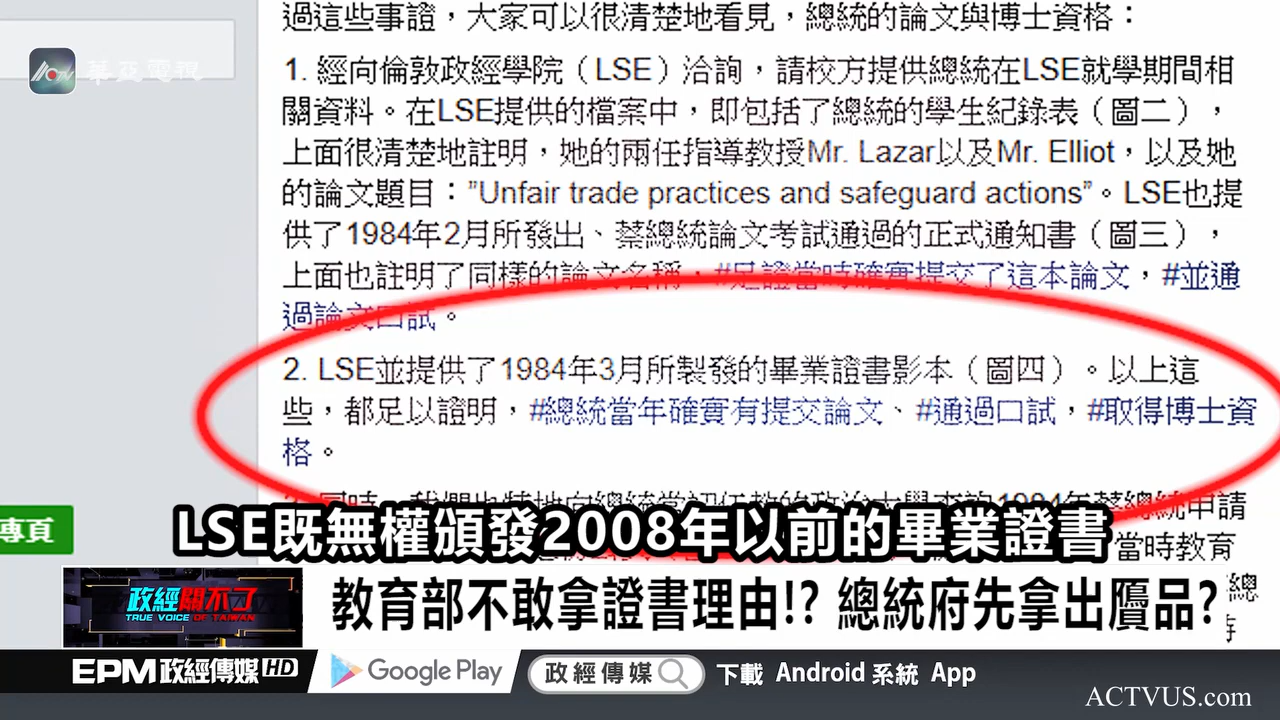 過這些事證，大家可以很清楚地看見，總統的論文與博士資格：
華亞電視
1. 經向倫敦政經學院（LSE）洽詢，請校方提供總統在LSE就學期間相
關資料。在LSE提供的檔案中，即包括了總統的學生紀錄表（圖二），
上面很清楚地註明，她的兩任指導教授Mr. Lazar以及Mr. Elliot，以及她
的論文題目："Unfair trade practices and safeguard actions"。LSE也提
供了1984年2月所發出、蔡總統論文考試通過的正式通知書（圖三），
上面也註明了同樣的論文名稱，#足證當時確實提交了這本論文，#並通
過論文口試。
2. LSE並提供了1984年3月所製發的畢業證書影本（圖四）。以上這
些，都足以證明，#總統當年確實有提交論文、#通過口試，#取得博士資
格。
1984年蔡總統申請
專頁
LSE既無權頒發2008年以前的畢業證書
當時教育
政經關不了
TRUE VOICE OF TAIWAN
教育部不敢拿證書理由!? 總統府先拿出贗品?
總
EPM政經傳媒HD
Google Play
政經傳媒
下載 Android 系統 App
ACTVUS.com